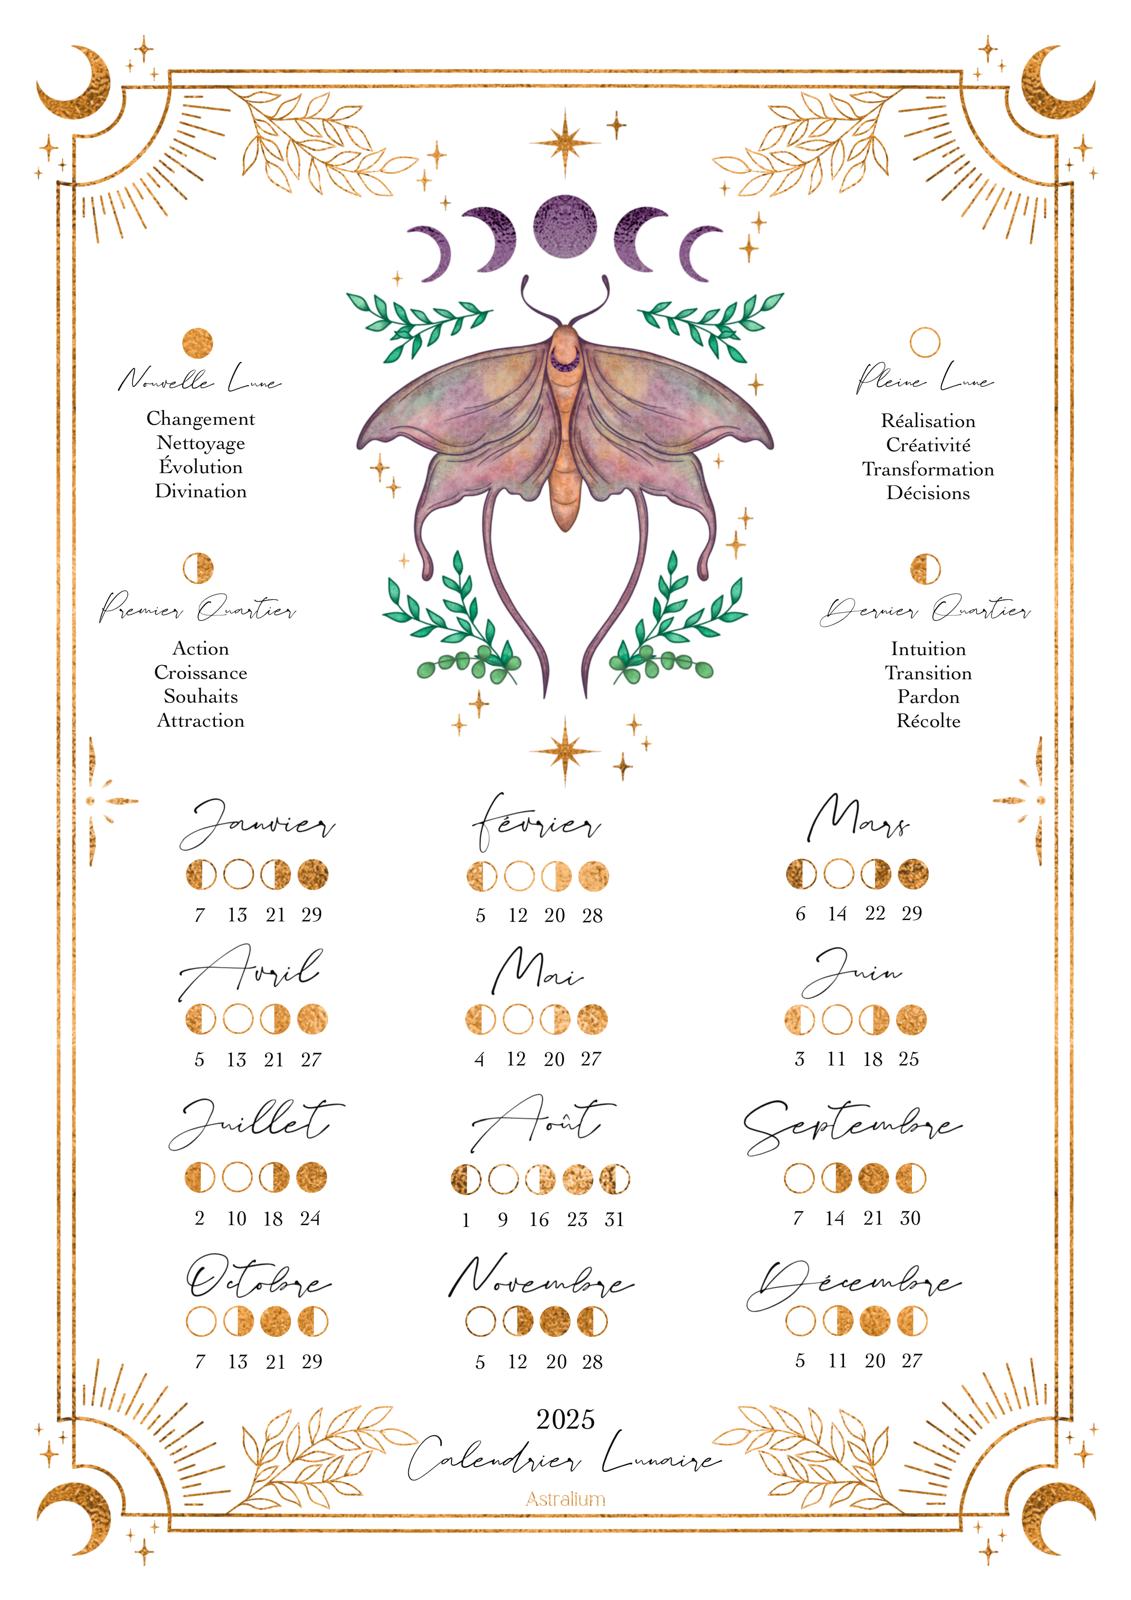 Nouvelle Lune
Changement
Nettoyage
Évolution
Divination
Pleine Lune
Réalisation
Créativité
Transformation
Décisions
Premier Quartier
Action
Croissance
Souhaits
Attraction
Dernier Quartier
Intuition
Transition
Pardon
Récolte
Janvier
7 13 21 29
février
5 12 20 28
Mars
6 14 22 29
Avril
5 13 21 27
Mai
4 12 20 27
Juin
3 11 18 25
Juillet
2 10 18 24
Août
1 9 16 23 31
Septembre
7 14 21 30
Octobre
7 13 21 29
Novembre
5 12 20 28
Décembre
5 11 20 27
2025
Calendrier Lunaire
Astralium